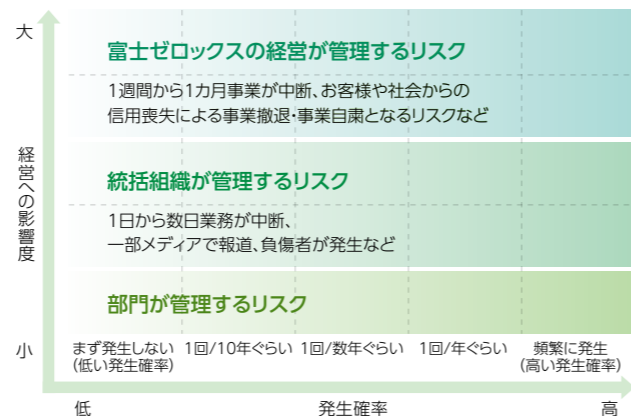 大
富士ゼロックスの経営が管理するリスク
1週間から1カ月事業が中断、お客様や社会からの
信用喪失による事業撤退・事業自粛となるリスクなど
経営への影響度
統括組織が管理するリスク
1日から数日業務が中断、
一部メディアで報道、負傷者が発生など
部門が管理するリスク
小
まず発生しない
(低い発生確率)
1回/10年ぐらい
1回/数年ぐらい
1回/年ぐらい
頻繁に発生
(高い発生確率)
低
発生確率
高